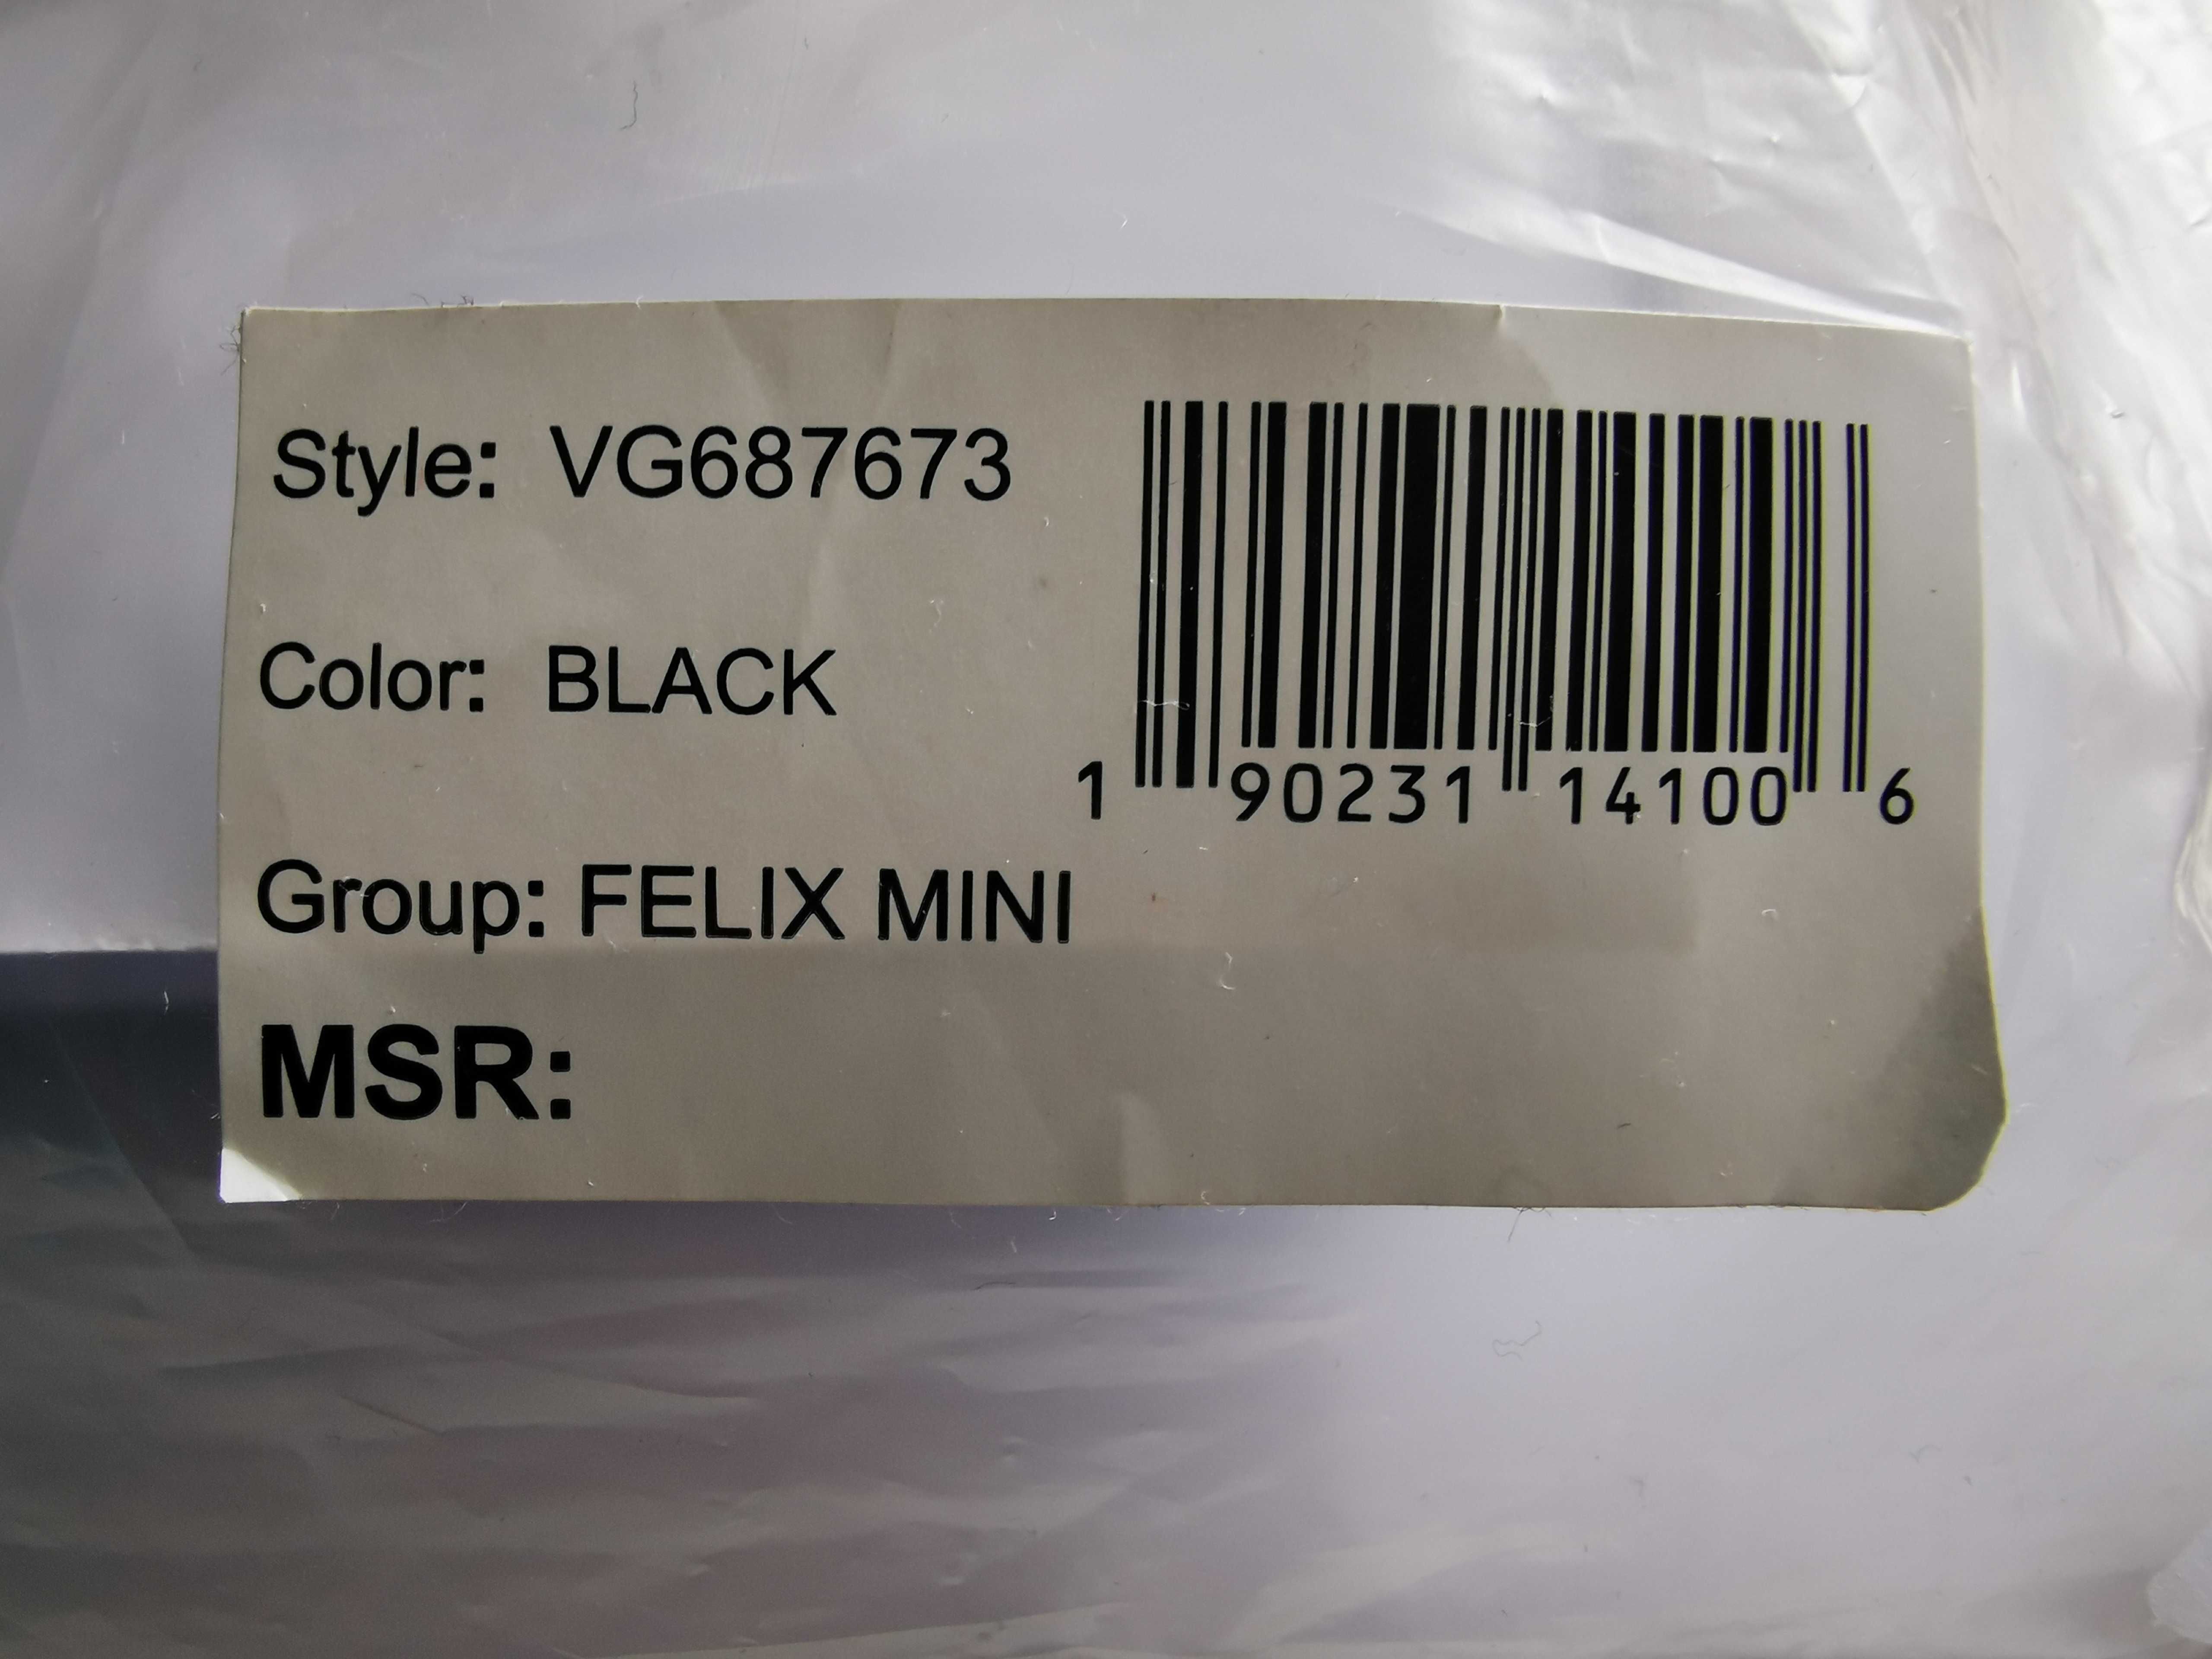 Style: VG687673
Color: BLACK
1 90231 14100 6
Group: FELIX MINI
MSR: